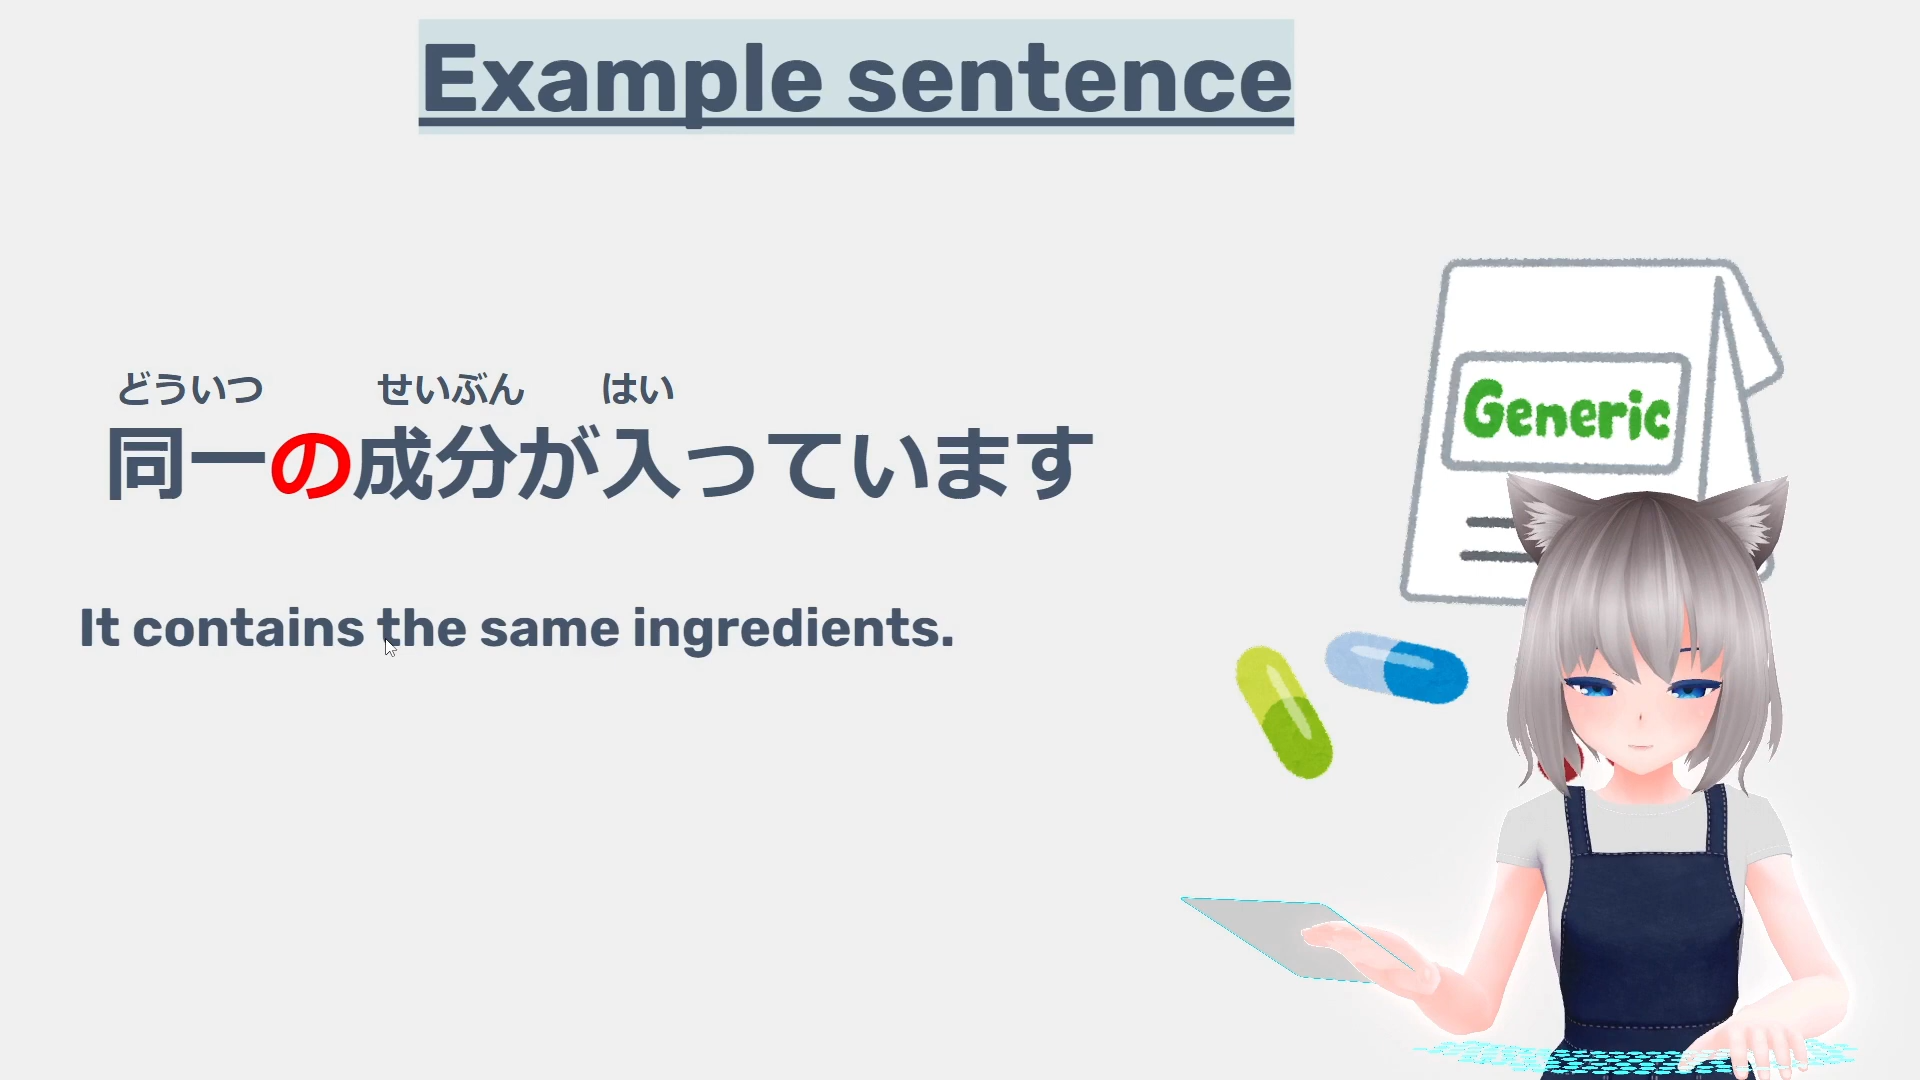 Example sentence
どういつ せいぶん はい
同一の成分が入っています
It contains the same ingredients.
Generic